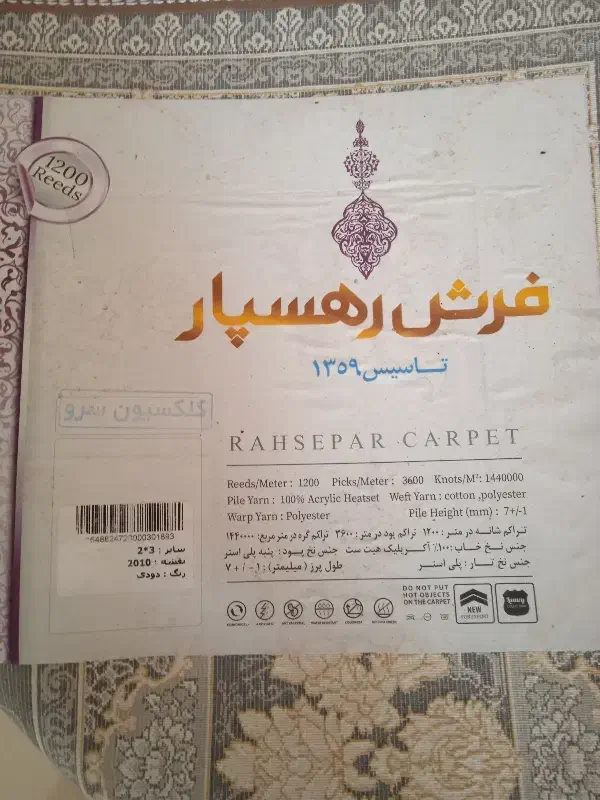 1200
Reeds
فرش رهسپار
تاسیس ۱۳۵۹
کلکسیون سرو
RAHSEPAR CARPET
Reeds/Meter : 1200 Picks/Meter : 3600 Knots/M² : 1440000
Pile Yarn : 100% Acrylic Heatset Weft Yarn : cotton ,polyester
Warp Yarn : Polyester Pile Height (mm) : 7+/-1
تراکم شانه در متر : ۱۲۰۰ تراکم پود در متر : ۳۶۰۰ تراکم گره در متر مربع: ۱۴۴۰۰۰۰
جنس نخ خاب :۱۰۰٪ آکریلیک هیت ست جنس نخ پود : پنبه پلی استر
جنس نخ تار : پلی استر طول پرز ( میلیمتر) : ۱- / + ۷
سایز : 3*2
نقشه : 2010
رنگ : دودی
DO NOT PUT
HOT OBJECTS
ON THE CARPET
NEW